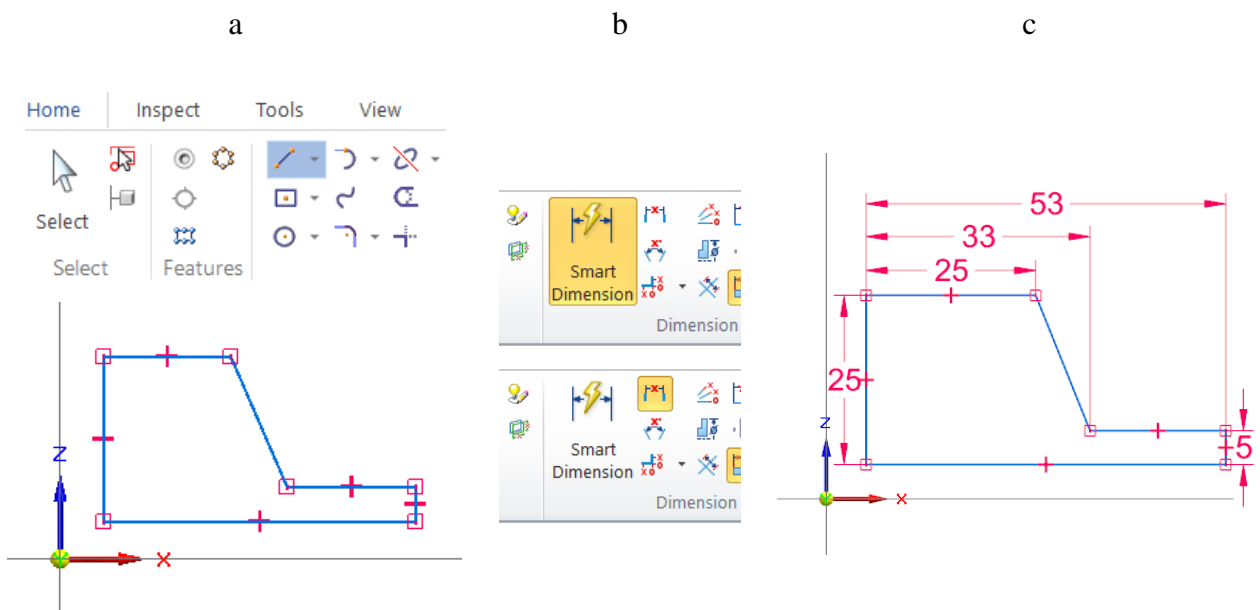 a b c
Home Inspect Tools View
Select
Select Features
Z
X
Smart
Dimension
Dimension
Smart
Dimension
Dimension
53
33
25
25
5
Z
X